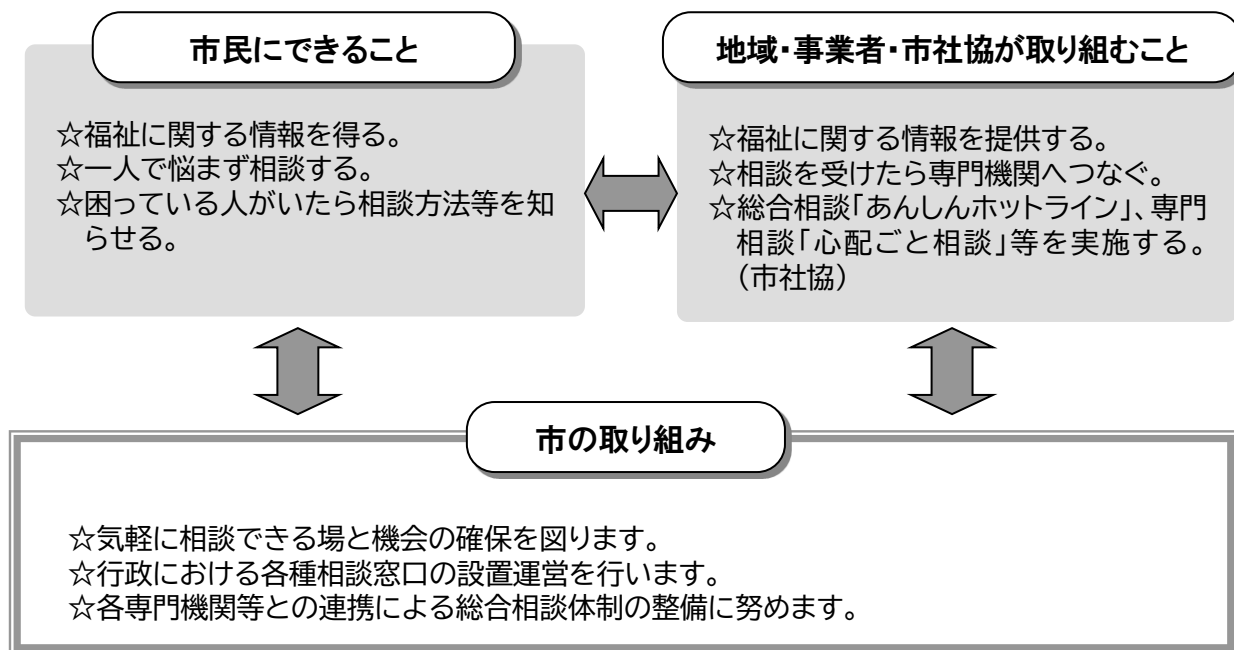 市民にできること
☆福祉に関する情報を得る。
☆一人で悩まず相談する。
☆困っている人がいたら相談方法等を知
らせる。
地域・事業者・市社協が取り組むこと
☆福祉に関する情報を提供する。
☆相談を受けたら専門機関へつなぐ。
☆総合相談「あんしんホットライン」、専門
相談「心配ごと相談」等を実施する。
（市社協）
市の取り組み
☆気軽に相談できる場と機会の確保を図ります。
☆行政における各種相談窓口の設置運営を行います。
☆各専門機関等との連携による総合相談体制の整備に努めます。